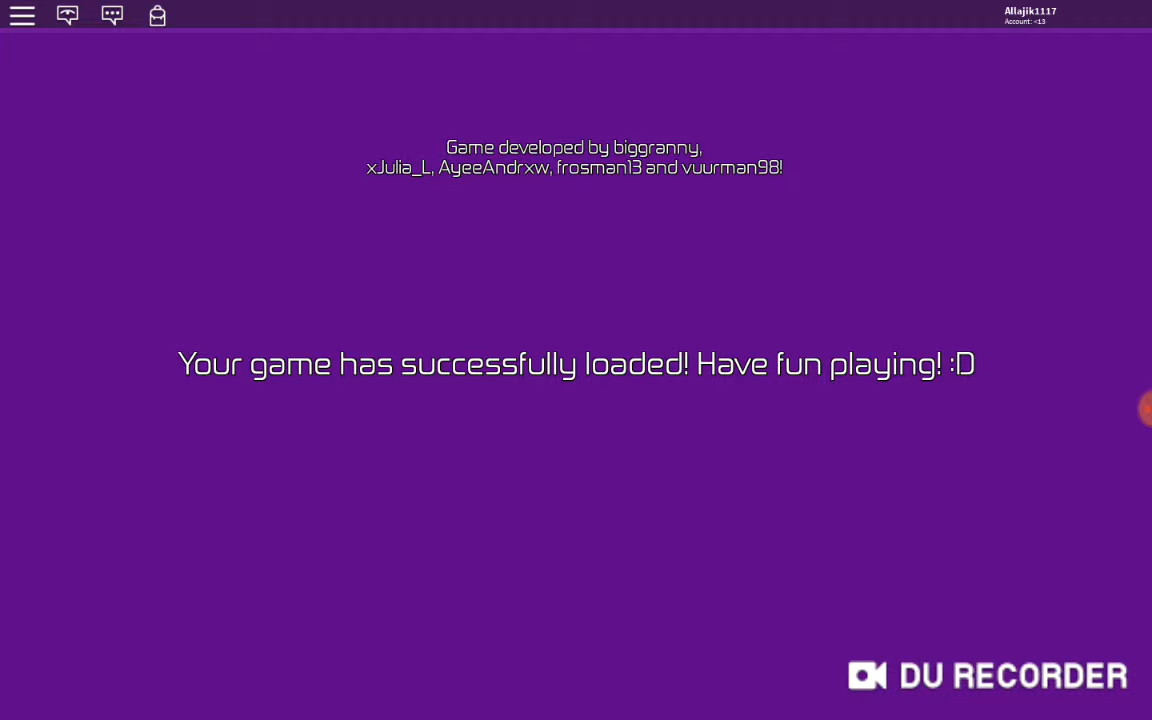 Allajik1117
Account: <13
Game developed by biggranny,
xJulia_L, AyeeAndrxw, frosman13 and vuurman98!
Your game has successfully loaded! Have fun playing! :D
DU RECORDER